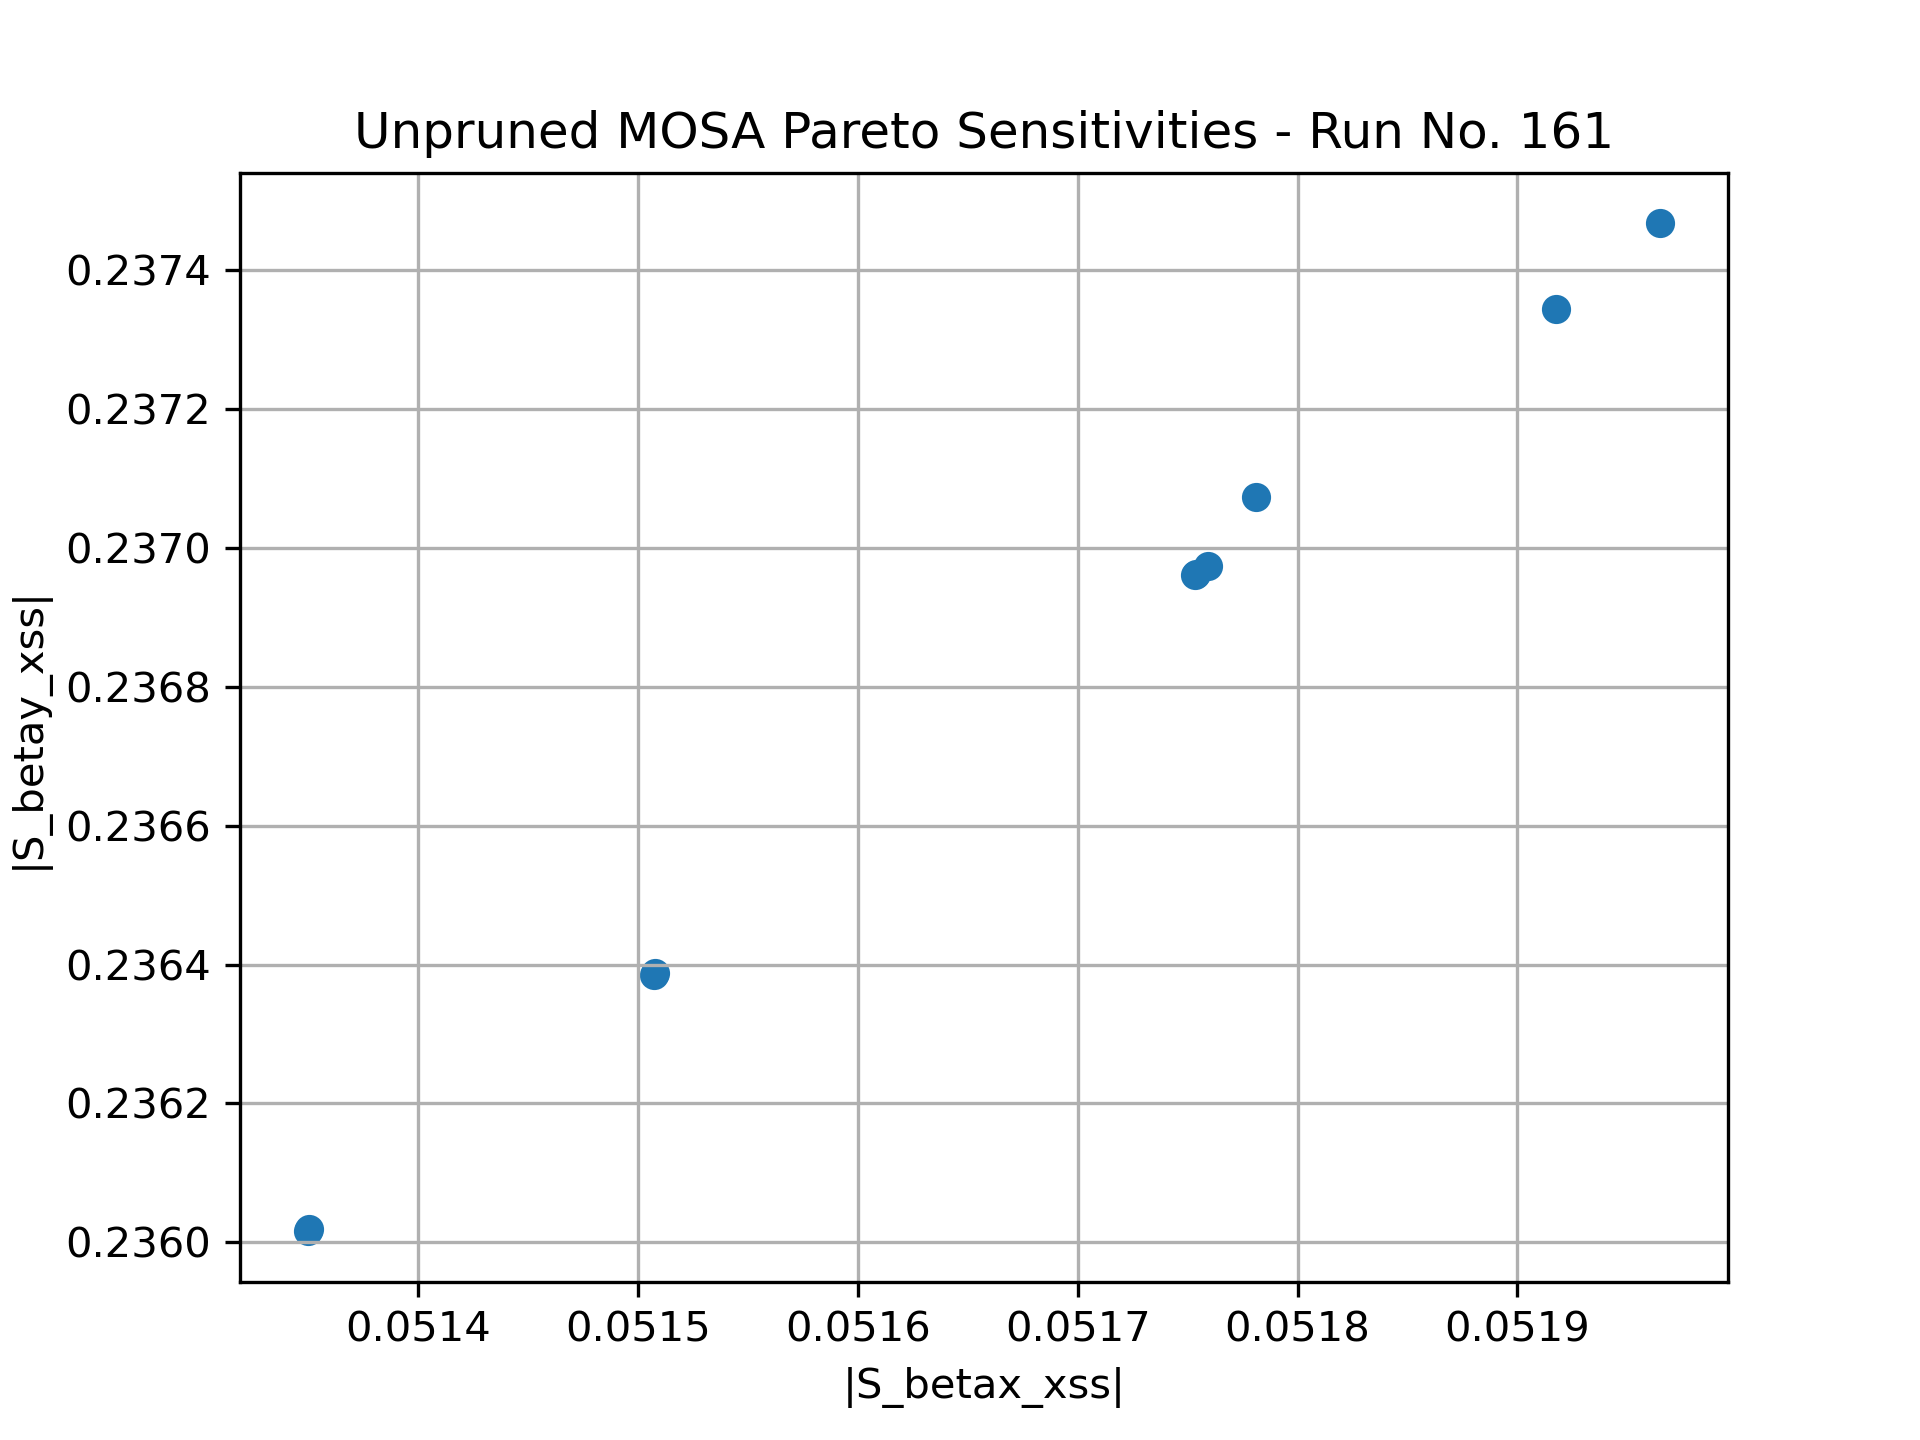 Unpruned MOSA Pareto Sensitivities - Run No. 161
|S_betay_xss|
0.2374
0.2372
0.2370
0.2368
0.2366
0.2364
0.2362
0.2360
0.0514 0.0515 0.0516 0.0517 0.0518 0.0519
|S_betax_xss|